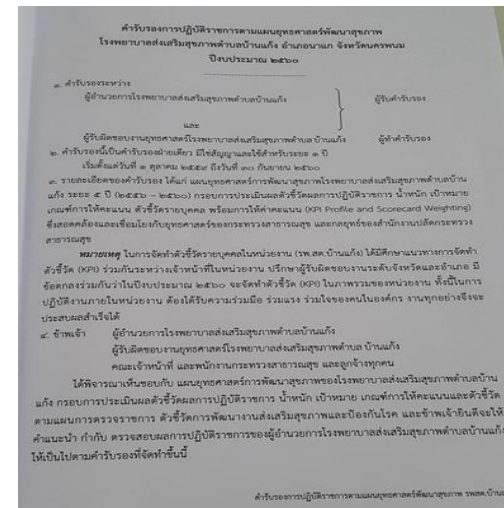 คำรับรองการปฏิบัติราชการตามแผนยุทธศาสตร์พัฒนาสุขภาพ
โรงพยาบาลส่งเสริมสุขภาพตำบลบ้านแก้ง อำเภอนาแก จังหวัดนครพนม
ปีงบประมาณ ๒๕๖๐
๑. คำรับรองระหว่าง
ผู้อำนวยการโรงพยาบาลส่งเสริมสุขภาพตำบลบ้านแก้ง ผู้รับคำรับรอง
และ
ผู้รับผิดชอบงานยุทธศาสตร์โรงพยาบาลส่งเสริมสุขภาพตำบล บ้านแก้ง ผู้ทำคำรับรอง
๒. คำรับรองนี้เป็นคำรับรองฝ่ายเดียว มิใช่สัญญาและใช้สำหรับระยะ ๑ ปี
เริ่มตั้งแต่วันที่ ๑ ตุลาคม ๒๕๕๙ ถึงวันที่ ๓๐ กันยายน ๒๕๖๐
๓. รายละเอียดของคำรับรอง ได้แก่ แผนยุทธศาสตร์การพัฒนาสุขภาพโรงพยาบาลส่งเสริมสุขภาพตำบลบ้าน
แก้ง ระยะ ๕ ปี (๒๕๕๖ – ๒๕๖๐) กรอบการประเมินผลตัวชี้วัดผลการปฏิบัติราชการ น้ำหนัก เป้าหมาย
เกณฑ์การให้คะแนน ตัวชี้วัดรายบุคคล พร้อมการให้ค่าคะแนน (KPI Profile and Scorecard Weighting)
ซึ่งสอดคล้องและเชื่อมโยงกับยุทธศาสตร์ของกระทรวงสาธารณสุข และกลยุทธ์ของสำนักงานปลัดกระทรวง
สาธารณสุข
หมายเหตุ ในการจัดทำตัวชี้วัดรายบุคคลในหน่วยงาน (รพ.สต.บ้านแก้ง) ได้มีศึกษาแนวทางการจัดทำ
ตัวชี้วัด (KPI) ร่วมกันระหว่างเจ้าหน้าที่ในหน่วยงาน ปรึกษาผู้รับผิดชอบงานระดับจังหวัดและอำเภอ มี
ข้อตกลงร่วมกันว่าในปีงบประมาณ ๒๕๖๐ จะจัดทำตัวชี้วัด (KPI) ในภาพรวมของหน่วยงาน ทั้งนี้ในการ
ปฏิบัติงานภายในหน่วยงาน ต้องได้รับความร่วมมือ ร่วมแรง ร่วมใจของคนในองค์กร งานทุกอย่างจึงจะ
ประสบผลสำเร็จได้
๔. ข้าพเจ้า ผู้อำนวยการโรงพยาบาลส่งเสริมสุขภาพตำบลบ้านแก้ง
ผู้รับผิดชอบงานยุทธศาสตร์โรงพยาบาลส่งเสริมสุขภาพตำบล บ้านแก้ง
คณะเจ้าหน้าที่ และพนักงานกระทรวงสาธารณสุข และลูกจ้างทุกคน
ได้พิจารณาเห็นชอบกับ แผนยุทธศาสตร์การพัฒนาสุขภาพของโรงพยาบาลส่งเสริมสุขภาพตำบลบ้าน
แก้ง กรอบการประเมินผลตัวชี้วัดผลการปฏิบัติราชการ น้ำหนัก เป้าหมาย เกณฑ์การให้คะแนนและตัวชี้วัด
ตามแผนการตรวจราชการ ตัวชี้วัดการพัฒนางานส่งเสริมสุขภาพและป้องกันโรค และข้าพเจ้ายินดีจะให้
คำแนะนำ กำกับ ตรวจสอบผลการปฏิบัติราชการของผู้อำนวยการโรงพยาบาลส่งเสริมสุขภาพตำบลบ้านแก้ง
ให้เป็นไปตามคำรับรองที่จัดทำขึ้นนี้
คำรับรองการปฏิบัติราชการตามแผนยุทธศาสตร์พัฒนาสุขภาพ รพ.สต.บ้าน